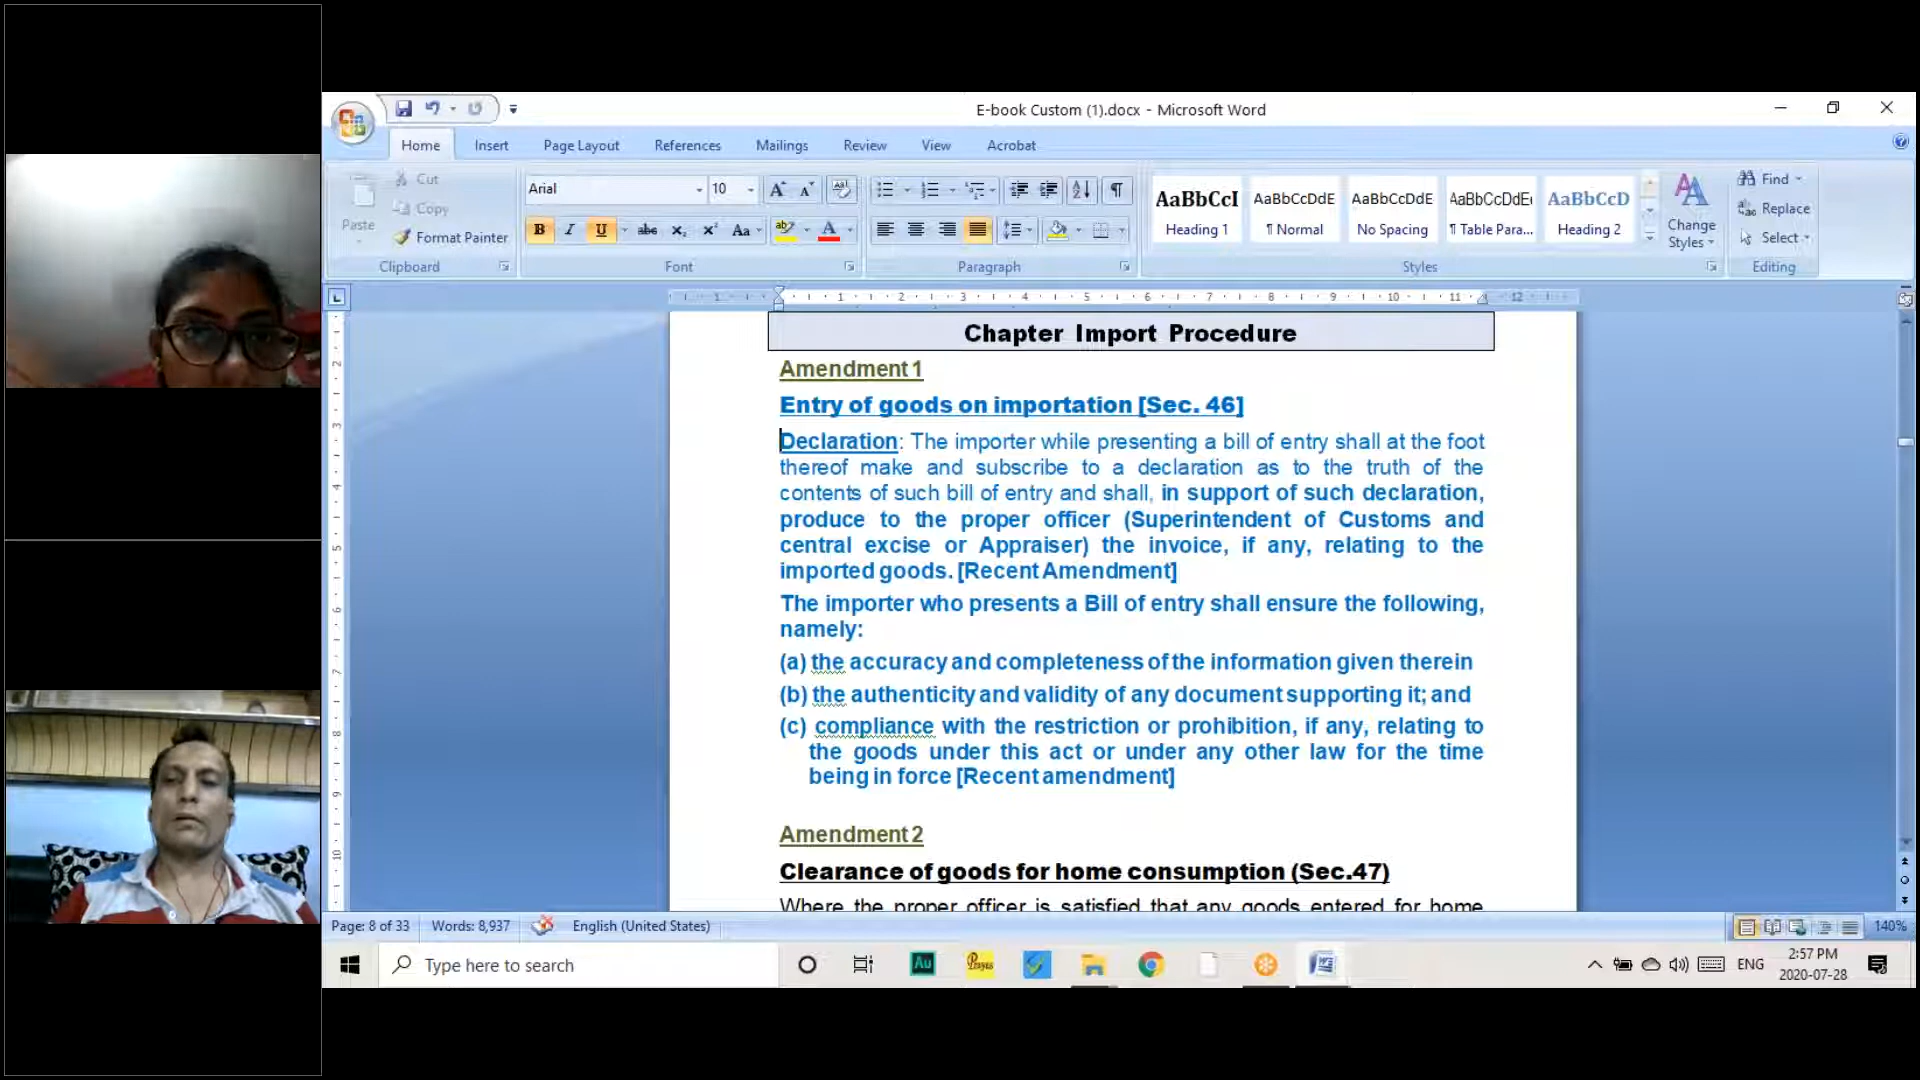 E-book Custom (1).docx - Microsoft Word
Home Insert Page Layout References Mailings Review View Acrobat
Cut
Copy
Format Painter
Paste
Clipboard
Arial 10
Font
Paragraph
AaBbCcI AaBbCcDdE AaBbCcDdE AaBbCcDdE AaBbCcD
Heading 1 ¶ Normal No Spacing ¶ Table Para... Heading 2
Change
Styles
Styles
Find
Replace
Select
Editing
Chapter Import Procedure
Amendment 1
Entry of goods on importation [Sec. 46]
Declaration: The importer while presenting a bill of entry shall at the foot
thereof make and subscribe to a declaration as to the truth of the
contents of such bill of entry and shall, in support of such declaration,
produce to the proper officer (Superintendent of Customs and
central excise or Appraiser) the invoice, if any, relating to the
imported goods. [Recent Amendment]
The importer who presents a Bill of entry shall ensure the following,
namely:
(a) the accuracy and completeness of the information given therein
(b) the authenticity and validity of any document supporting it; and
(c) compliance with the restriction or prohibition, if any, relating to
the goods under this act or under any other law for the time
being in force [Recent amendment]
Amendment 2
Clearance of goods for home consumption (Sec.47)
Where the proper officer is satisfied that any goods entered for home
Page: 8 of 33 Words: 8,937 English (United States) 140%
Type here to search
Au
ENG
2:57 PM
2020-07-28